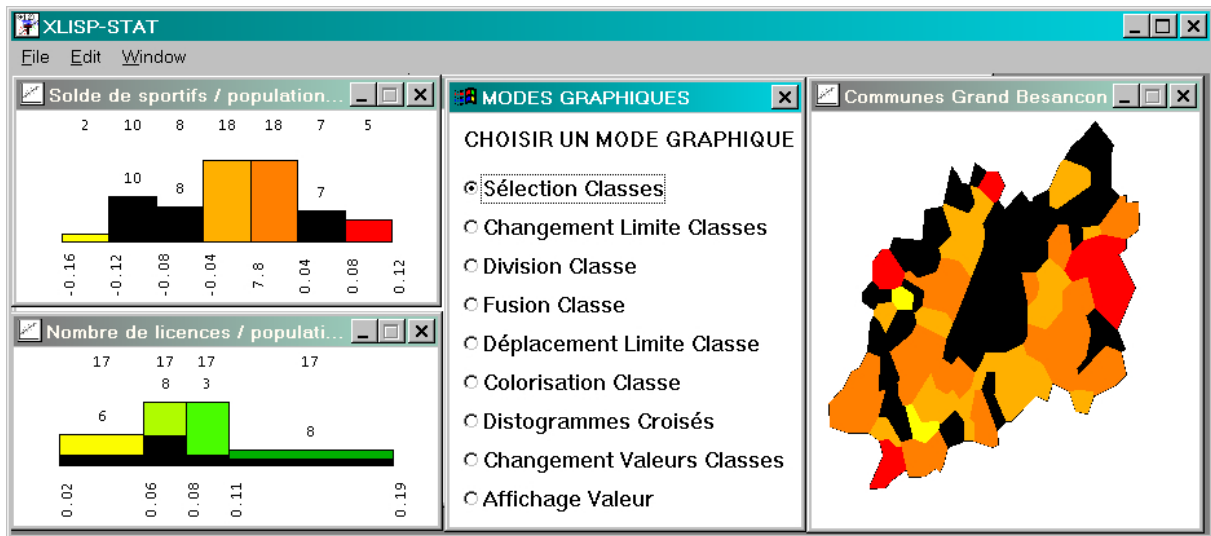 XLISP-STAT
File Edit Window
Solde de sportifs / population...
2 10 8 18 18 7 5
10 8 7
-0.16 -0.12 -0.08 -0.04 7.8 0.04 0.08 0.12
Nombre de licences / populati...
17 17 17 17
8 3
6 8
0.02 0.06 0.08 0.11 0.19
MODES GRAPHIQUES
CHOISIR UN MODE GRAPHIQUE
Sélection Classes
Changement Limite Classes
Division Classe
Fusion Classe
Déplacement Limite Classe
Colorisation Classe
Distogrammes Croisés
Changement Valeurs Classes
Affichage Valeur
Communes Grand Besancon